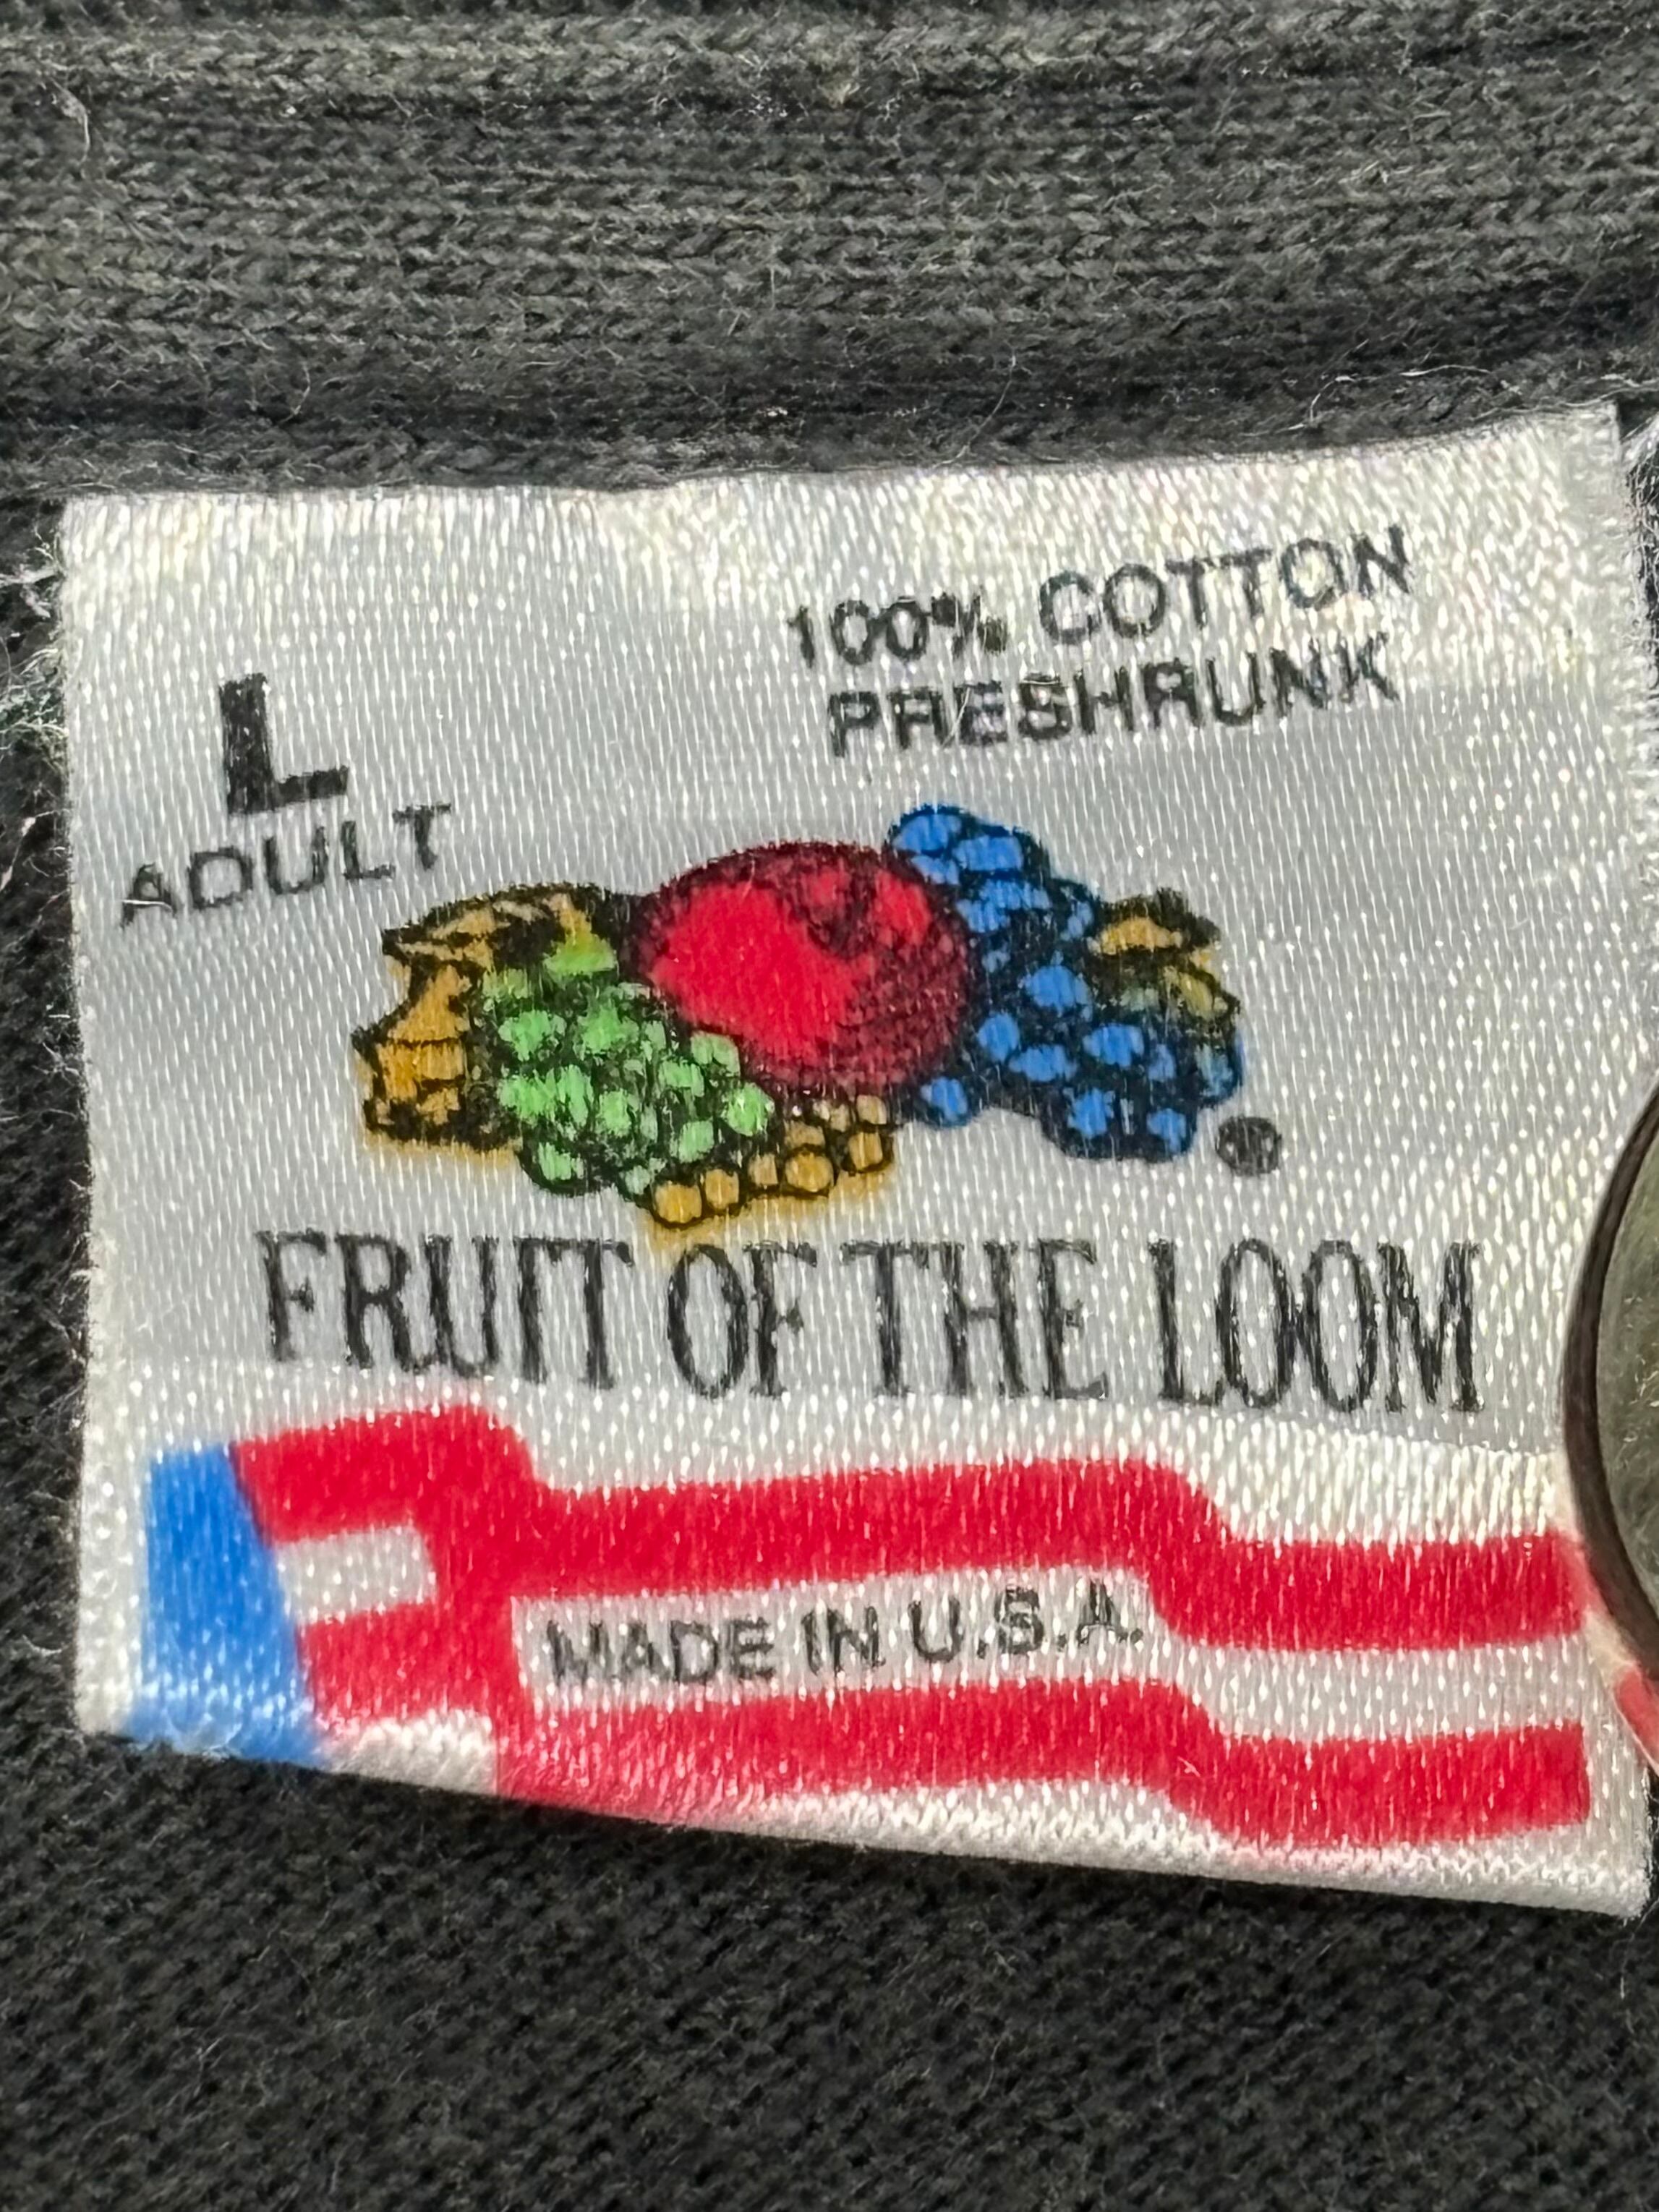 100% COTTON
PRESHRUNK
L
ADULT
FRUIT OF THE LOOM
MADE IN U.S.A.